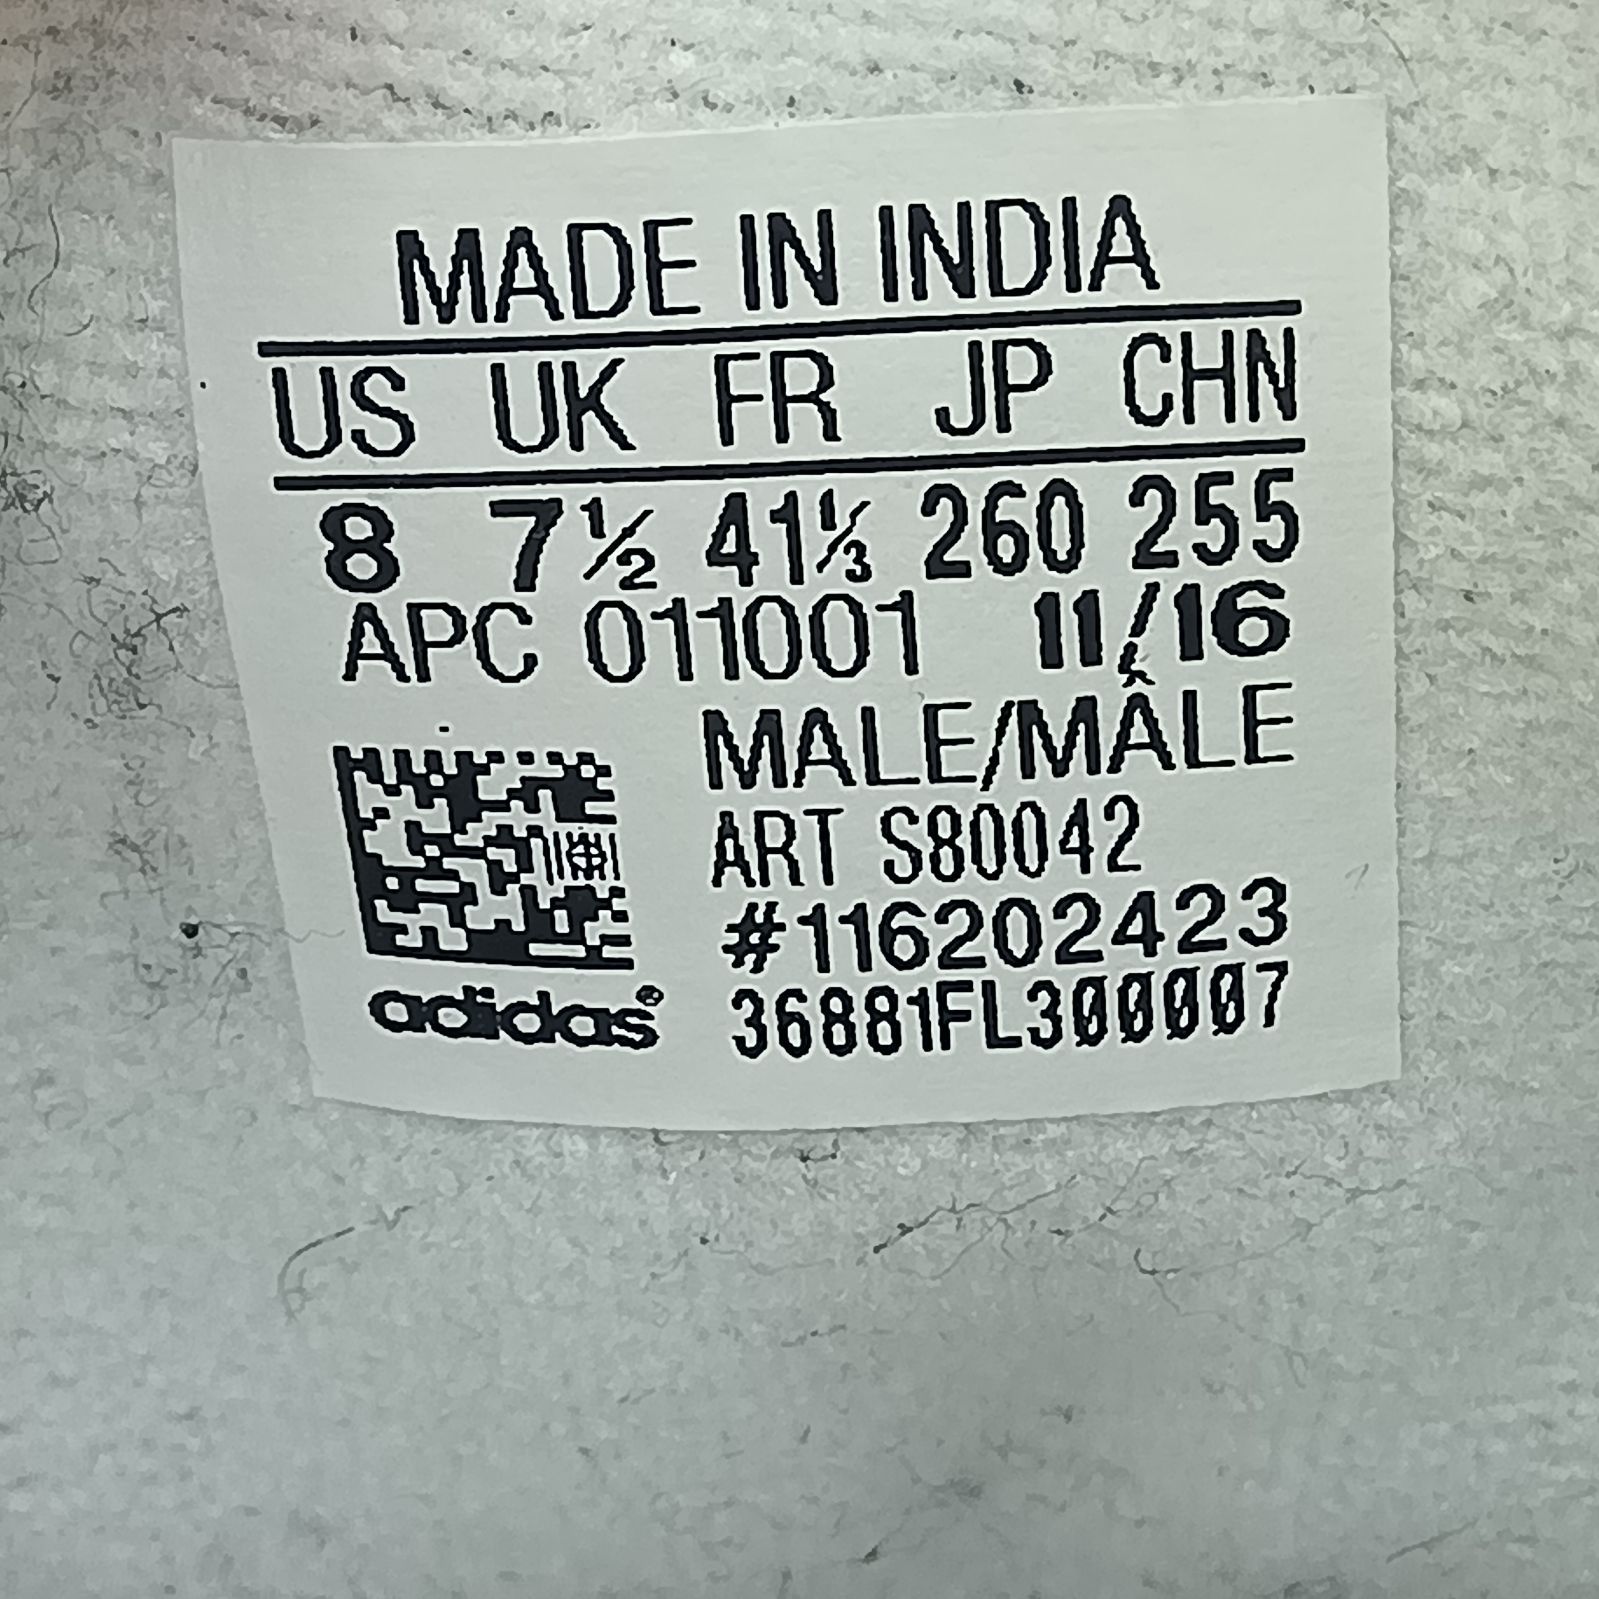 MADE IN INDIA
US UK FR JP CHN
8 7½ 41⅓ 260 255
APC 011001 11/16
MALE/MÂLE
ART S80042
#116202423
adidas® 36881FL300007